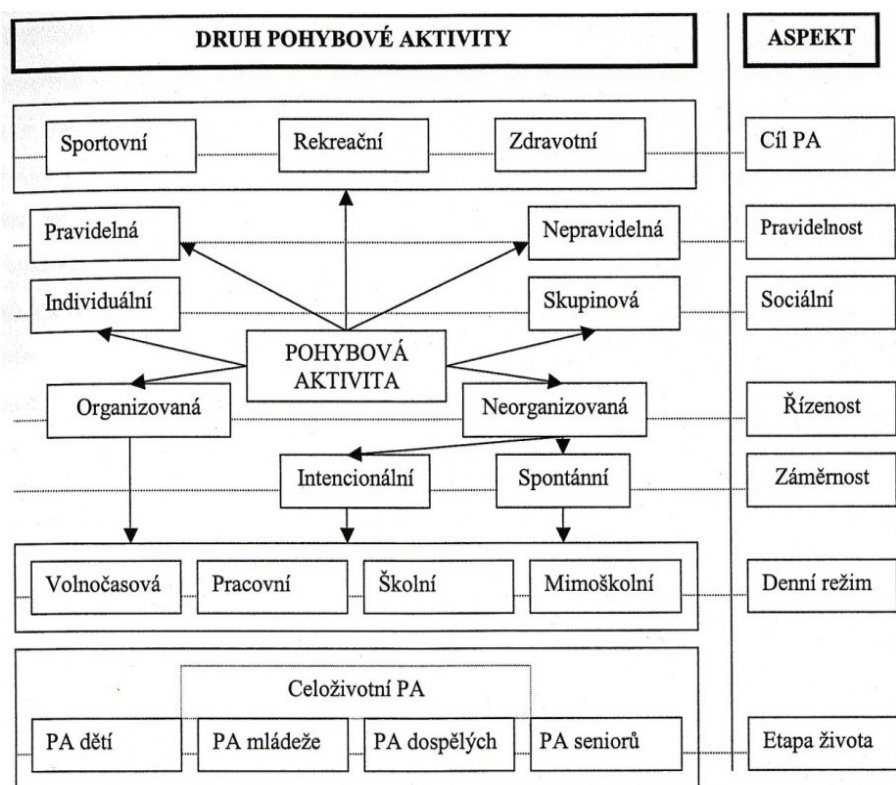 DRUH POHYBOVÉ AKTIVITY
ASPEKT
Sportovní
Rekreační
Zdravotní
Cíl PA
Pravidelná
Nepravidelná
Pravidelnost
Individuální
Skupinová
Sociální
POHYBOVÁ
AKTIVITA
Organizovaná
Neorganizovaná
Řízenost
Intencionální
Spontánní
Záměrnost
Volnočasová
Pracovní
Školní
Mimoškolní
Denní režim
Celoživotní PA
PA dětí
PA mládeže
PA dospělých
PA seniorů
Etapa života